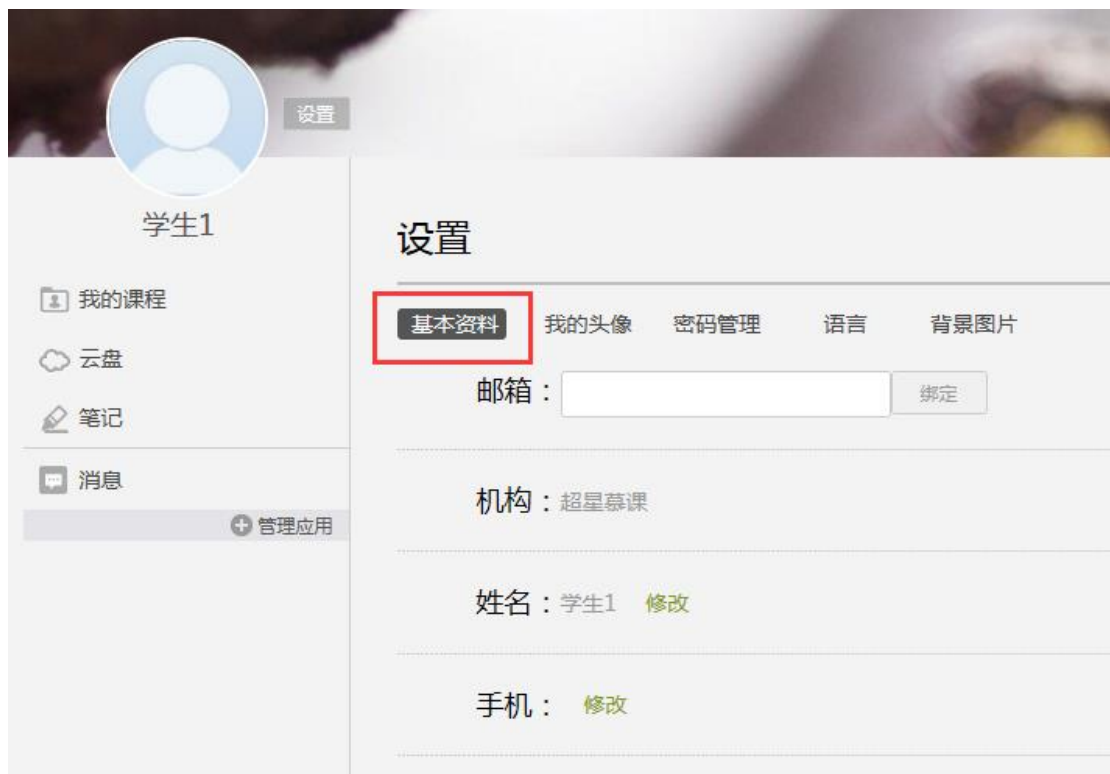 设置
学生1
我的课程
云盘
笔记
消息
管理应用
设置
基本资料 我的头像 密码管理 语言 背景图片
邮箱： 绑定
机构：超星慕课
姓名：学生1 修改
手机： 修改